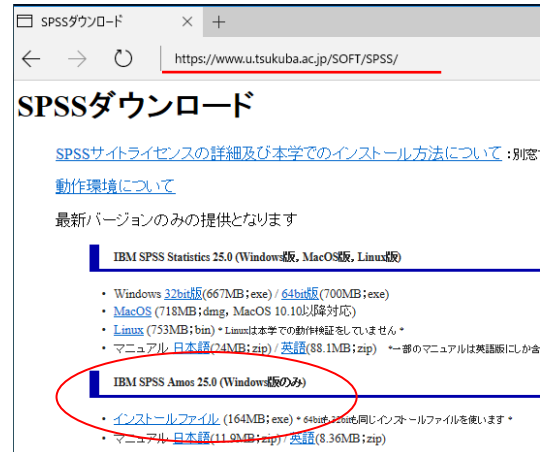 SPSSダウンロード
https://www.u.tsukuba.ac.jp/SOFT/SPSS/
SPSSダウンロード
SPSSサイトライセンスの詳細及び本学でのインストール方法について : 別窓
動作環境について
最新バージョンのみの提供となります
IBM SPSS Statistics 25.0 (Windows版, MacOS版, Linux版)
• Windows 32bit版(667MB;exe) / 64bit版(700MB;exe)
• MacOS (718MB;dmg, MacOS 10.10以降対応)
• Linux (753MB;bin) * Linuxは本学での動作検証をしていません *
• マニュアル 日本語(24MB;zip) / 英語(88.1MB;zip) *一部のマニュアルは英語版にしか含
IBM SPSS Amos 25.0 (Windows版のみ)
• インストールファイル (164MB;exe) * 64bitも32bitも同じインストールファイルを使います *
• マニュアル 日本語(11.9MB;zip) / 英語(8.36MB;zip)